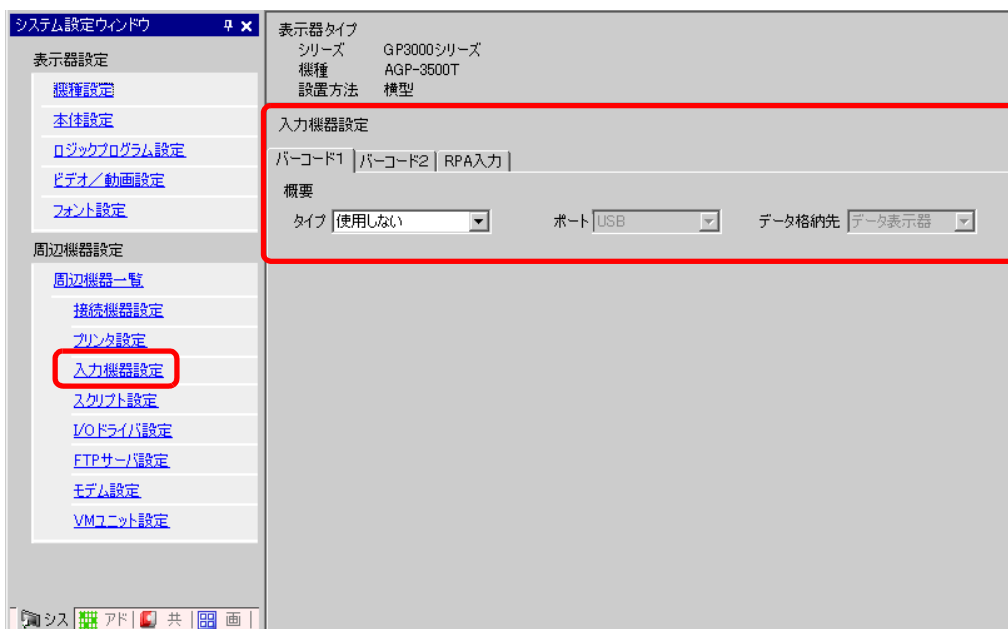 システム設定ウィンドウ
表示器設定
機種設定
本体設定
ロジックプログラム設定
ビデオ／動画設定
フォント設定
周辺機器設定
周辺機器一覧
接続機器設定
プリンタ設定
入力機器設定
スクリプト設定
I/Oドライバ設定
FTPサーバ設定
モデム設定
VMユニット設定
シス アド 共 画
表示器タイプ
シリーズ GP3000シリーズ
機種 AGP-3500T
設置方法 横型
入力機器設定
バーコード1 バーコード2 RPA入力
概要
タイプ 使用しない ポート USB データ格納先 データ表示器